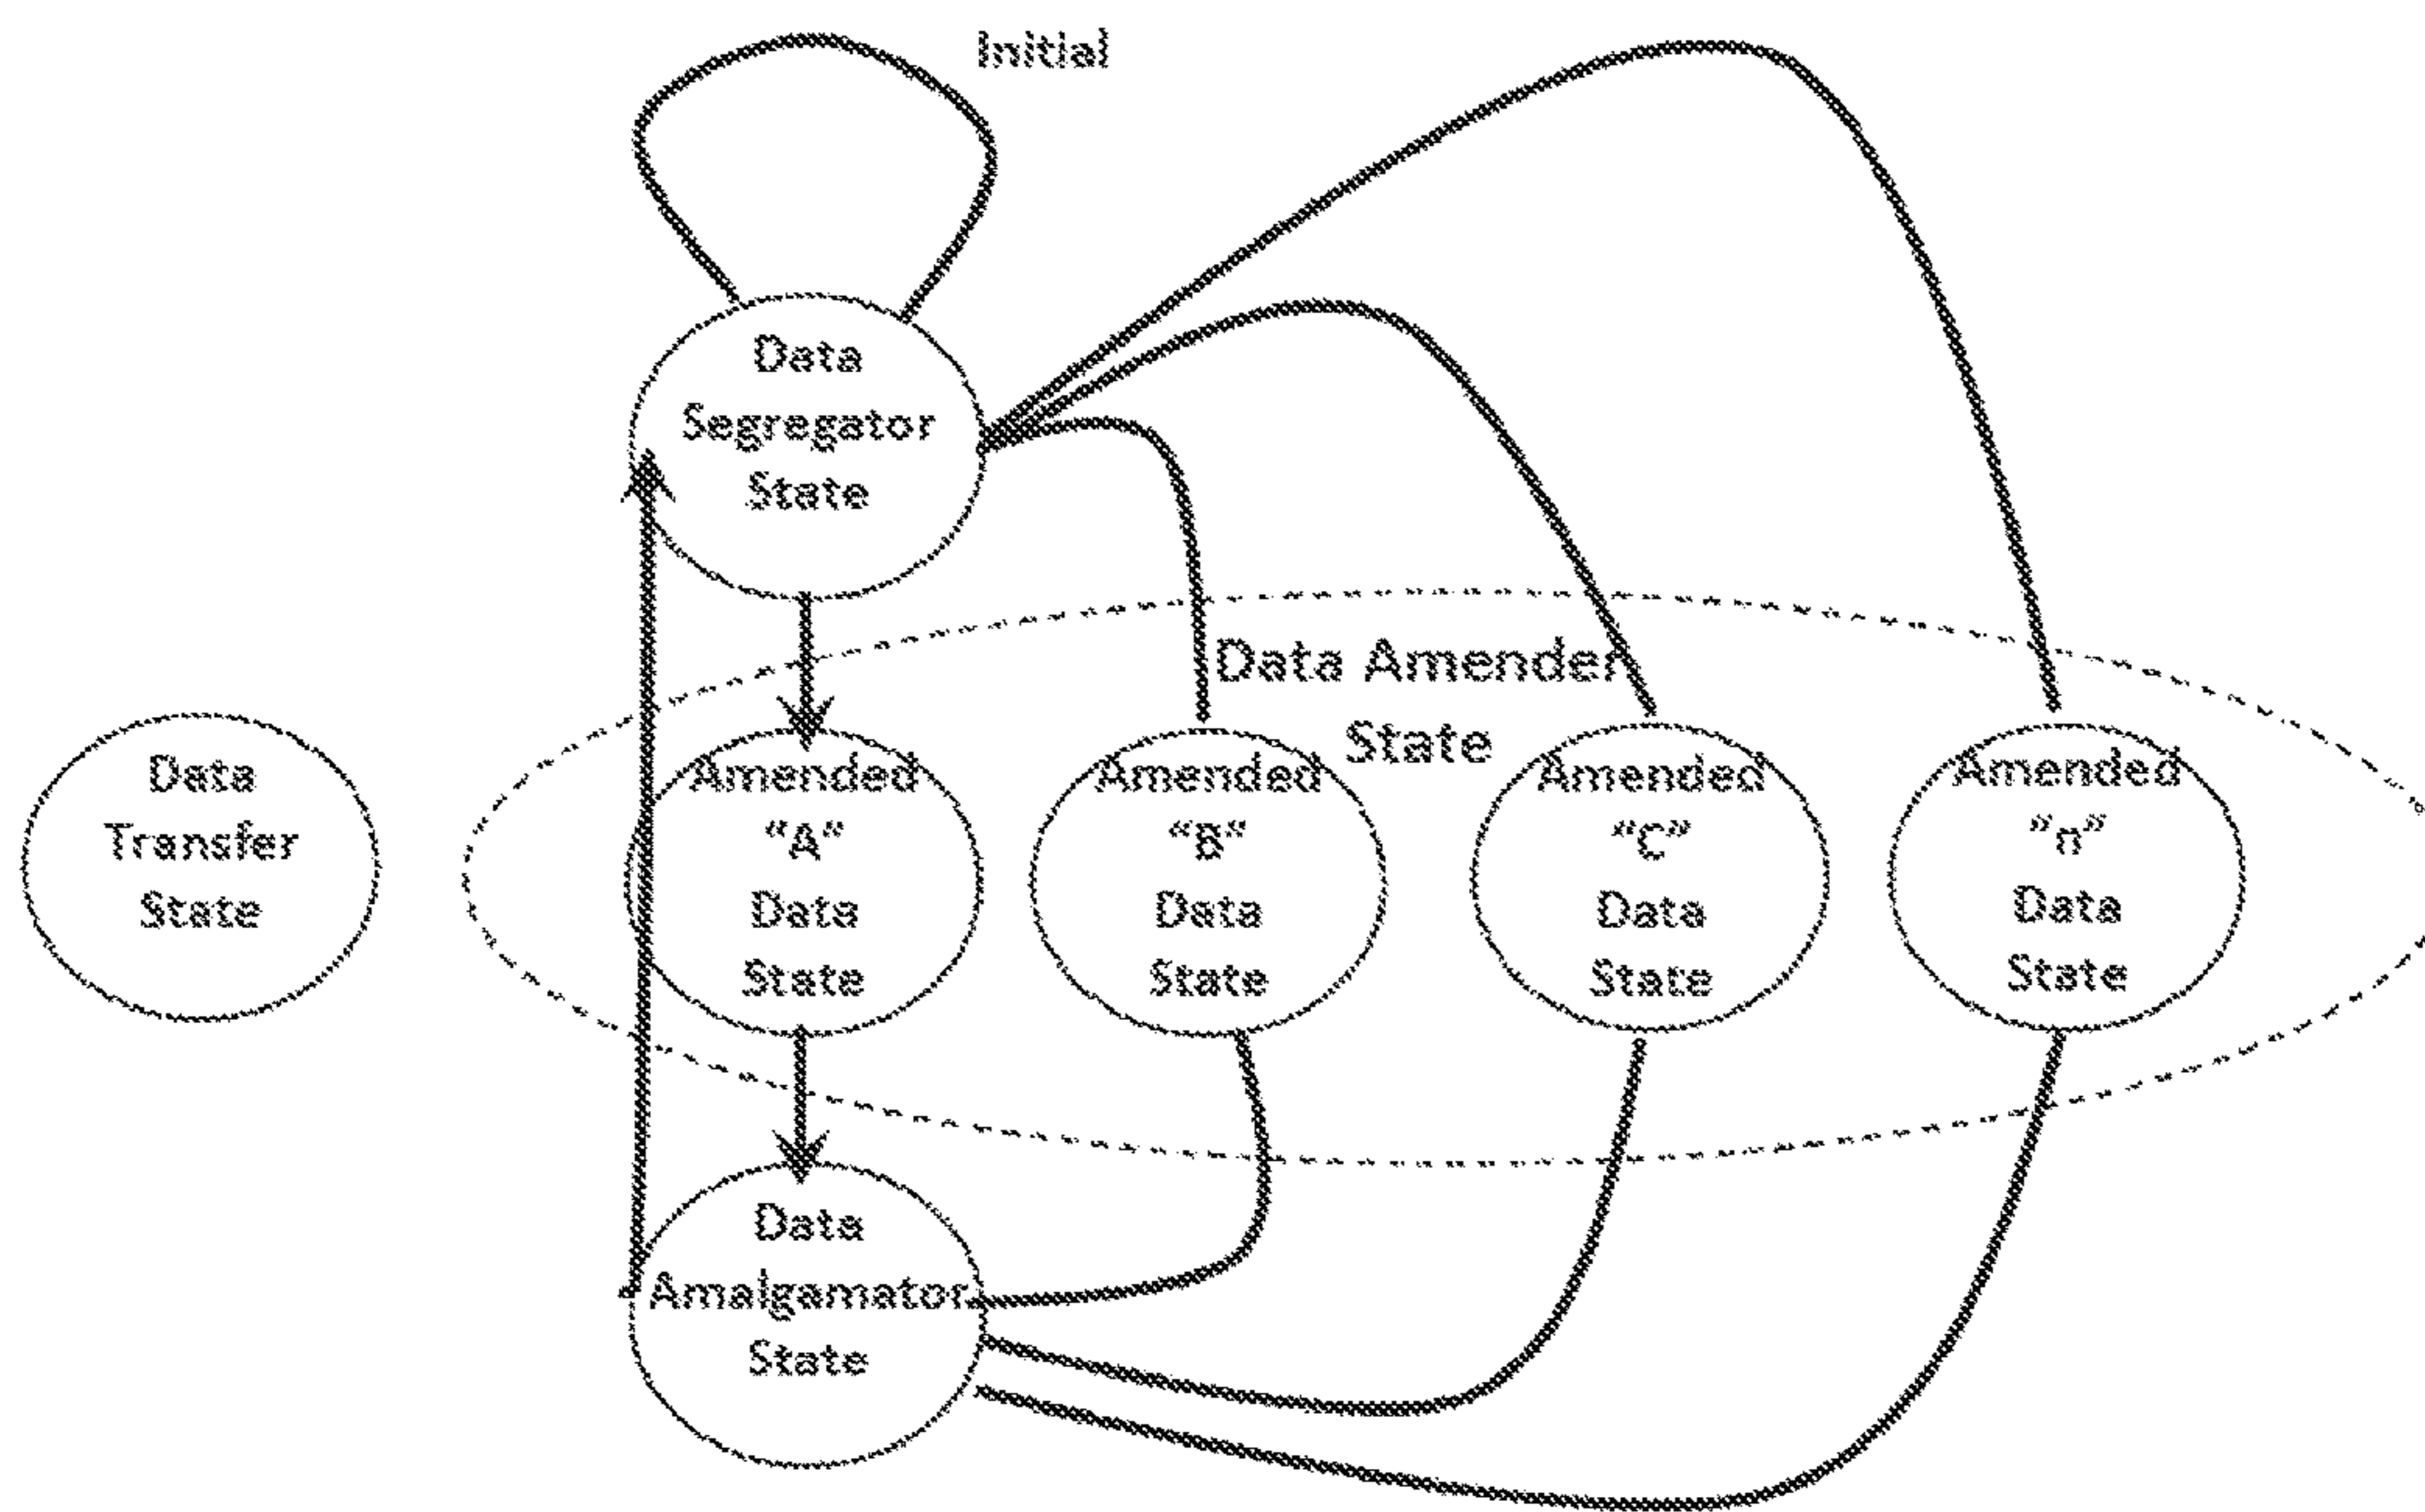 Initial
Data
Segregator
State
Data Amender
State
Data
Transfer
State
Amended
“A”
Data
State
Amended
“B”
Data
State
Amended
“C”
Data
State
Amended
“n”
Data
State
Data
Amalgamator
State